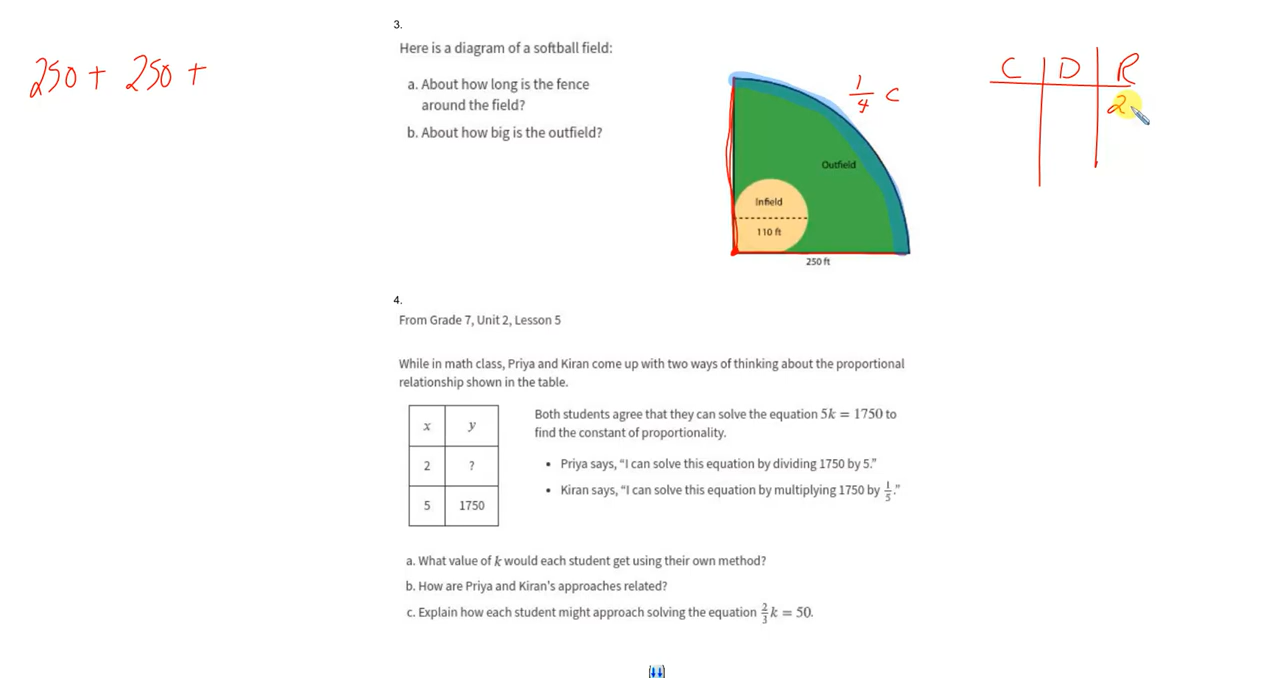 3.
Here is a diagram of a softball field:
a. About how long is the fence
around the field?
b. About how big is the outfield?
250 + 250 +
1/4 C
Outfield
Infield
110 ft
250 ft
C D R
2
4.
From Grade 7, Unit 2, Lesson 5
While in math class, Priya and Kiran come up with two ways of thinking about the proportional
relationship shown in the table.
x y
2 ?
5 1750
Both students agree that they can solve the equation 5k = 1750 to
find the constant of proportionality.
• Priya says, “I can solve this equation by dividing 1750 by 5.”
• Kiran says, “I can solve this equation by multiplying 1750 by 1/5.”
a. What value of k would each student get using their own method?
b. How are Priya and Kiran's approaches related?
c. Explain how each student might approach solving the equation 2/3k = 50.